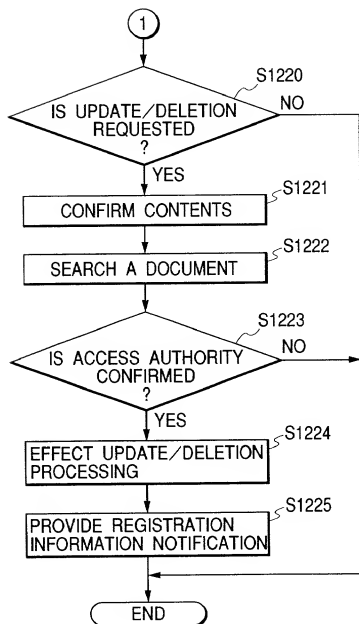 1
S1220
IS UPDATE/DELETION
REQUESTED
?
NO
YES
S1221
CONFIRM CONTENTS
S1222
SEARCH A DOCUMENT
S1223
IS ACCESS AUTHORITY
CONFIRMED
?
NO
YES
S1224
EFFECT UPDATE/DELETION
PROCESSING
S1225
PROVIDE REGISTRATION
INFORMATION NOTIFICATION
END